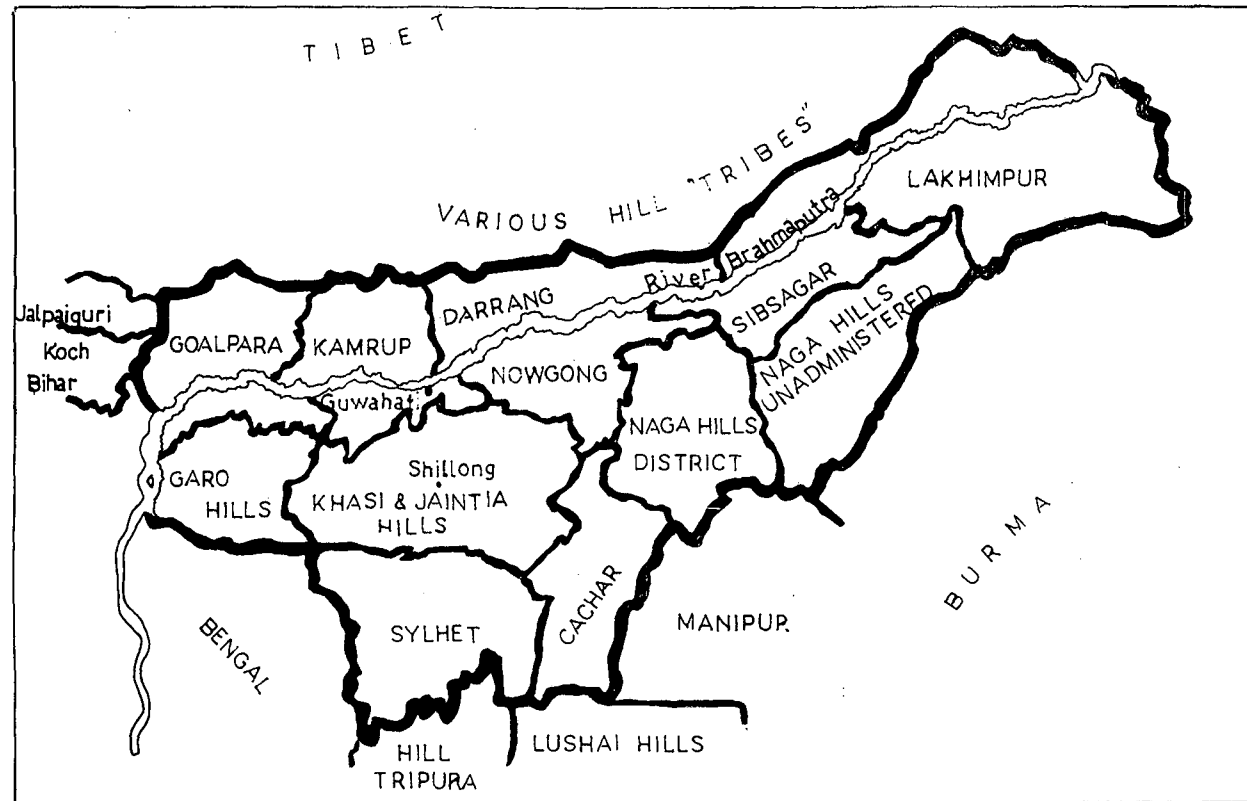 TIBET
VARIOUS HILL "TRIBES"
LAKHIMPUR
River Brahmaputra
DARRANG
SIBSAGAR
Jalpaiguri
Koch
Bihar
GOALPARA
KAMRUP
NOWGONG
NAGA HILLS
UNADMINISTERED
Guwahati
NAGA HILLS
DISTRICT
GARO
HILLS
Shillong
KHASI & JAINTIA
HILLS
BURMA
BENGAL
SYLHET
CACHAR
MANIPUR.
HILL
TRIPURA
LUSHAI HILLS